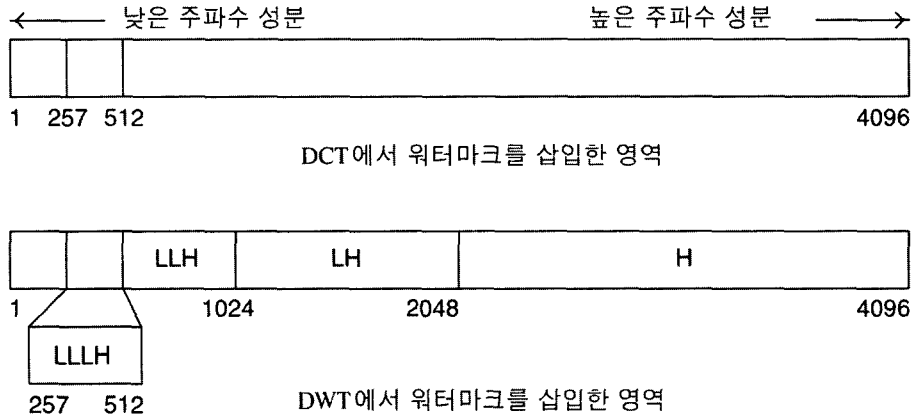 낮은 주파수 성분 높은 주파수 성분
1 257 512 4096
DCT에서 워터마크를 삽입한 영역
LLH LH H
1 1024 2048 4096
LLLH
257 512 DWT에서 워터마크를 삽입한 영역